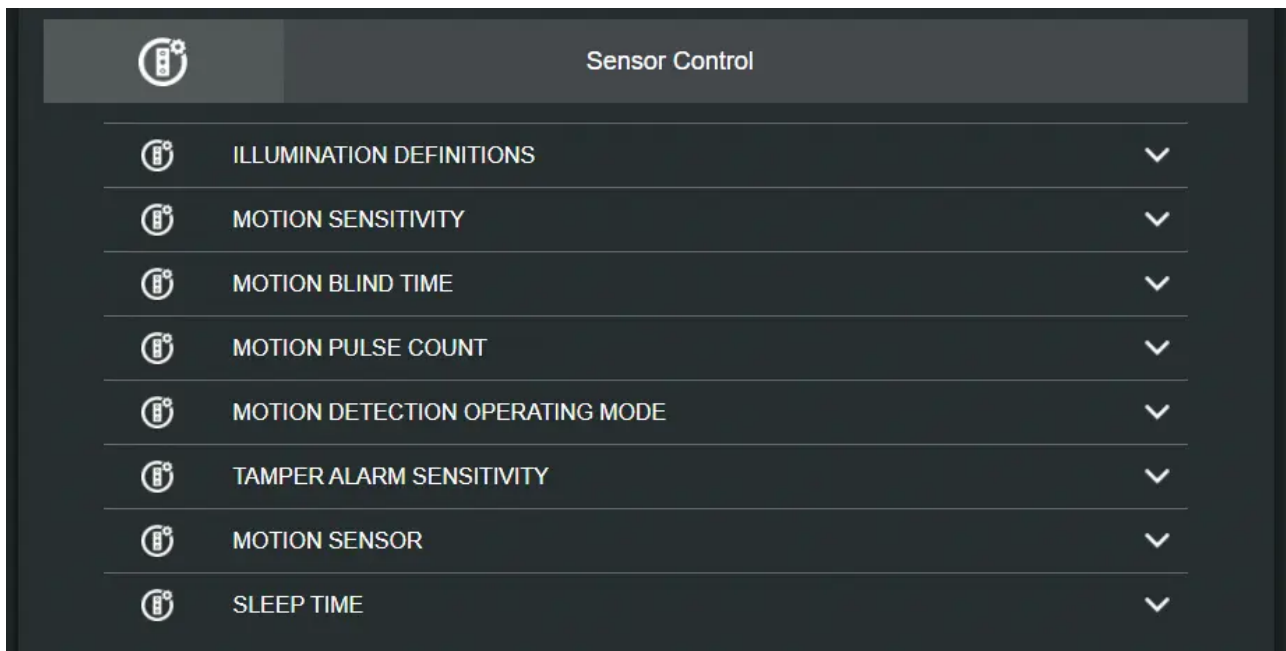 Sensor Control
ILLUMINATION DEFINITIONS
MOTION SENSITIVITY
MOTION BLIND TIME
MOTION PULSE COUNT
MOTION DETECTION OPERATING MODE
TAMPER ALARM SENSITIVITY
MOTION SENSOR
SLEEP TIME